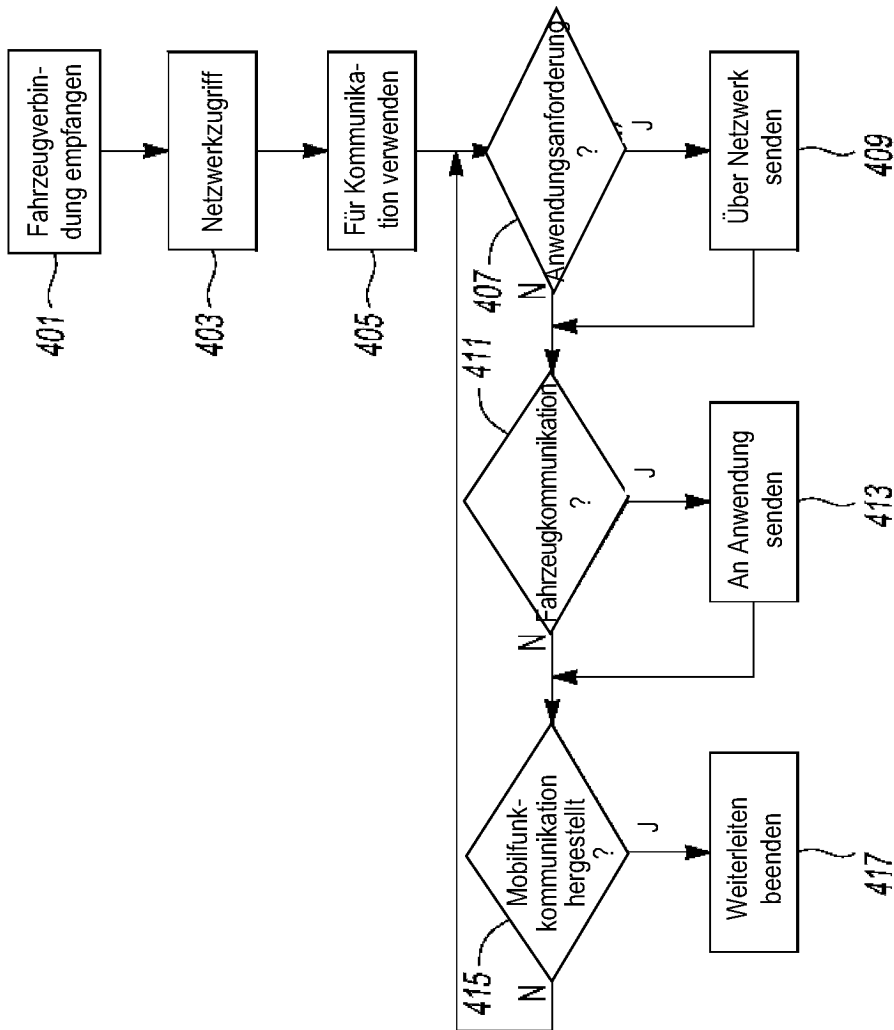 Fahrzeugverbin-
dung empfangen
401
Netzwerkzugriff
403
Für Kommunika-
tion verwenden
405
Anwendungsanforderung
?
407
N
J
Über Netzwerk
senden
409
411
Fahrzeugkommunikation
?
N
J
An Anwendung
senden
413
Mobilfunk-
kommunikation
hergestellt
?
415
N
J
Weiterleiten
beenden
417